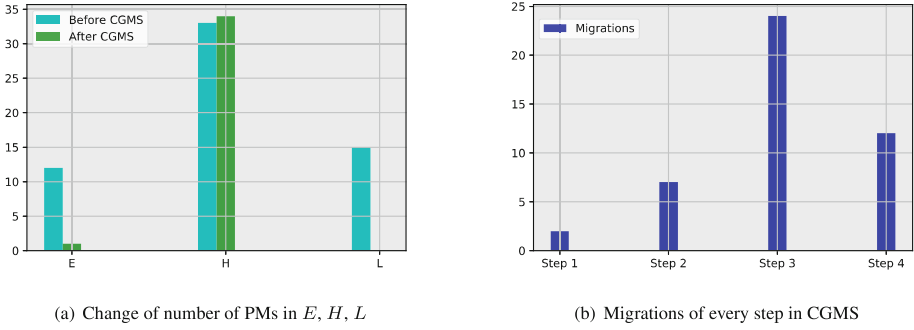 35
30
25
20
15
10
5
0
Before CGMS
After CGMS
E H L
(a) Change of number of PMs in E, H, L
25
20
15
10
5
0
Migrations
Step 1 Step 2 Step 3 Step 4
(b) Migrations of every step in CGMS